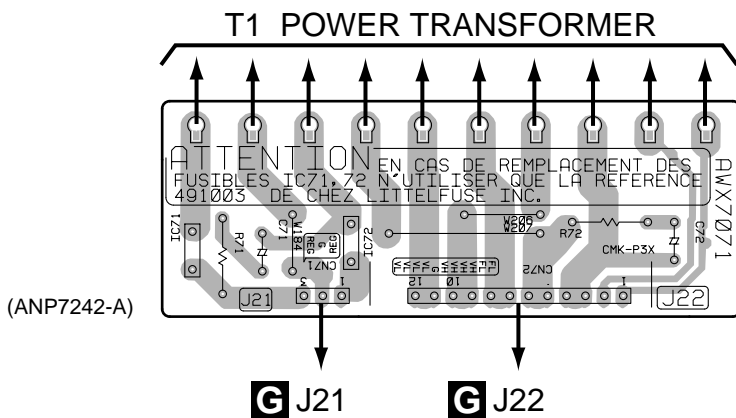 T1 POWER TRANSFORMER
ATTENTION EN CAS DE REMPLACEMENT DES
FUSIBLES IC71,72 N'UTILISER QUE LA REFERENCE
491003 DE CHEZ LITTELFUSE INC.
AWX7071
IC71
R71
C71
W184
REG
G
REG
IC72
CN71
W206
W207
R72
C72
CMK-P3X
CN72
12
10
1
J21
3
1
J22
(ANP7242-A)
G J21
G J22